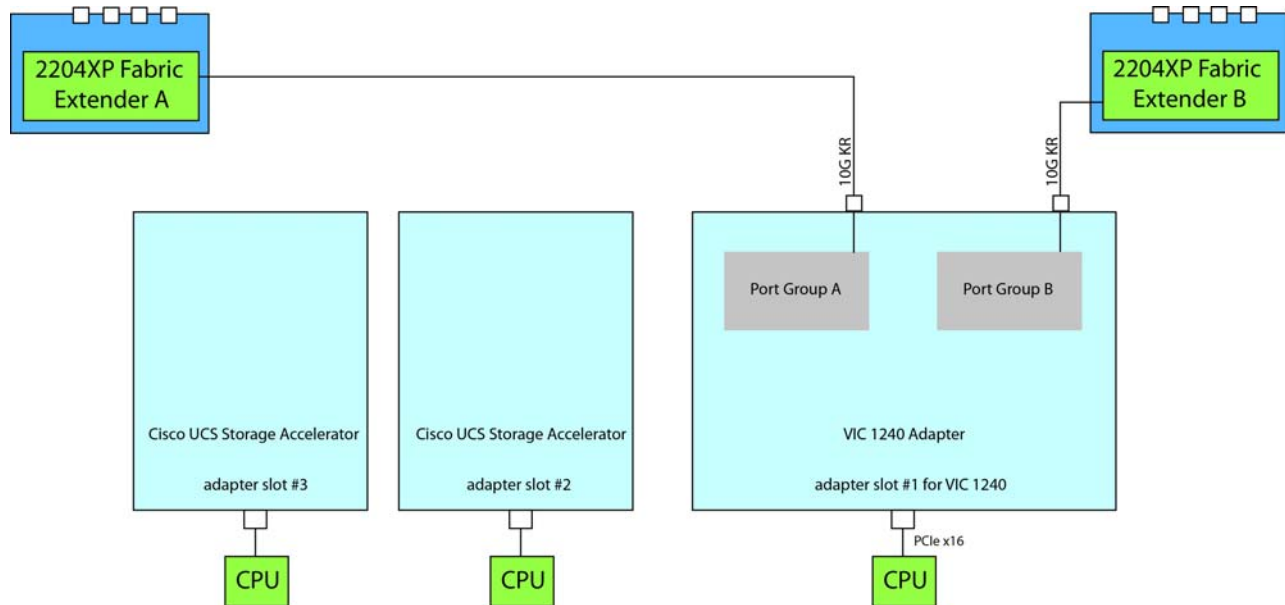 2204XP Fabric
Extender A
2204XP Fabric
Extender B
10G KR
10G KR
Port Group A
Port Group B
Cisco UCS Storage Accelerator
Cisco UCS Storage Accelerator
VIC 1240 Adapter
adapter slot #3
adapter slot #2
adapter slot #1 for VIC 1240
PCIe x16
CPU
CPU
CPU